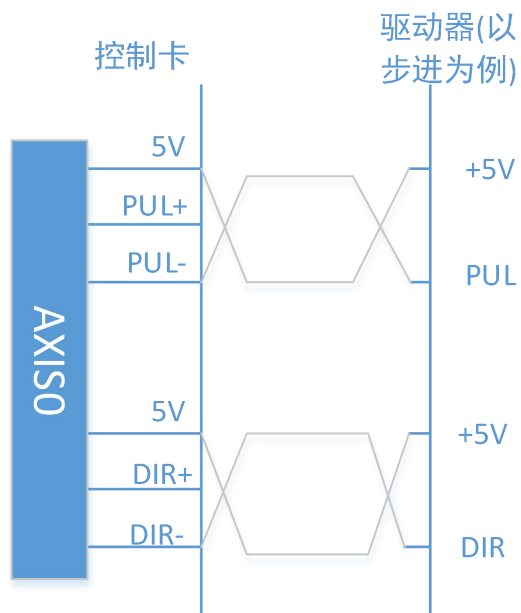 控制卡
驱动器(以
步进为例)
5V
+5V
PUL+
PUL-
PUL
AXIS0
5V
+5V
DIR+
DIR-
DIR